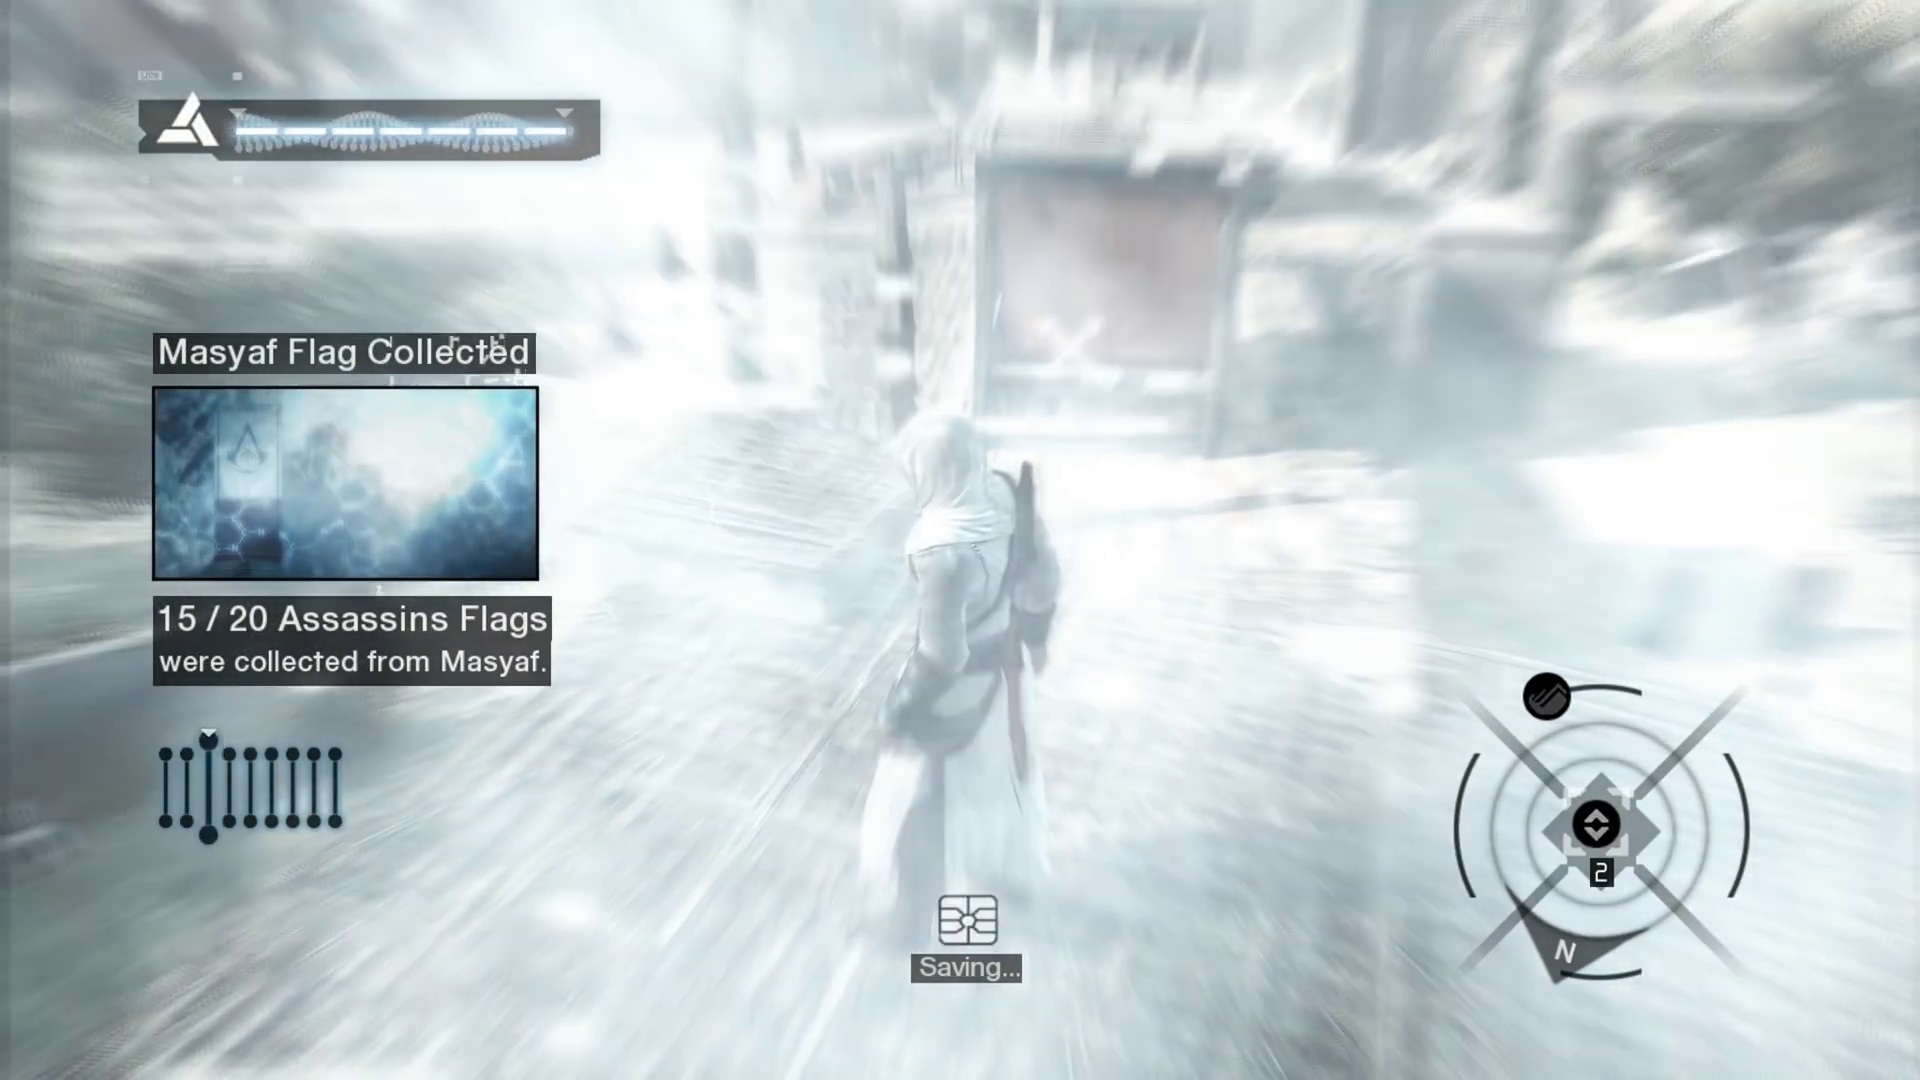 Masyaf Flag Collected
15 / 20 Assassins Flags
were collected from Masyaf.
2
N
Saving...